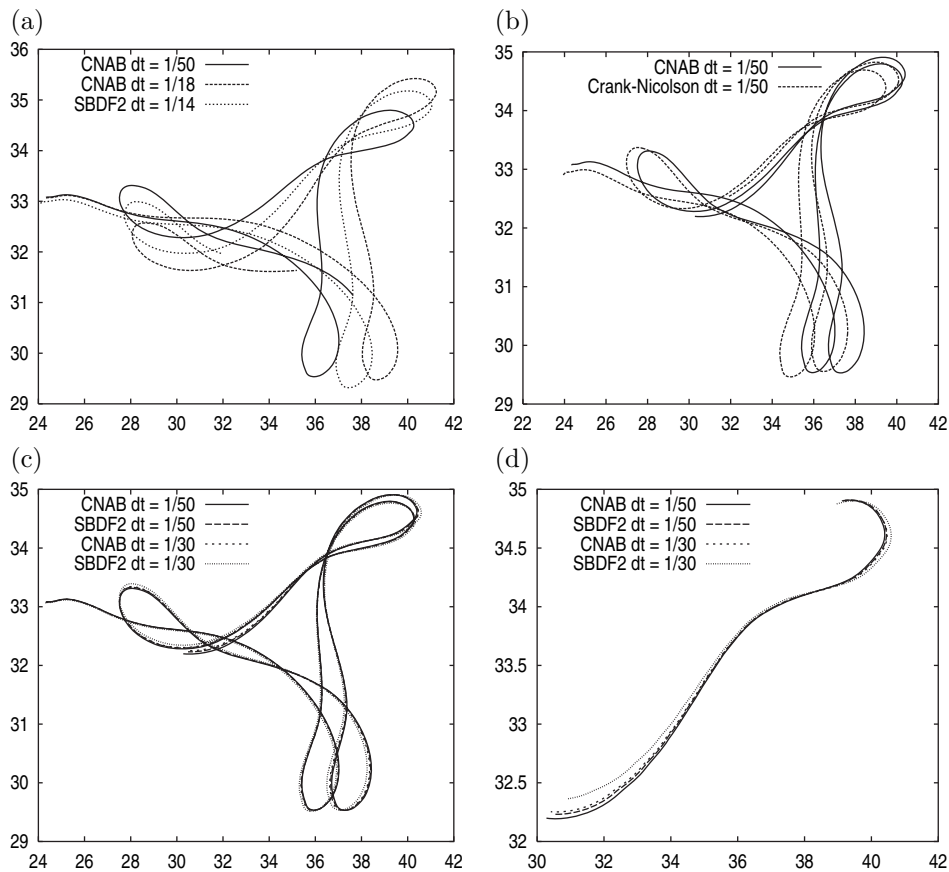 (a)
36
35
34
33
32
31
30
29
CNAB dt = 1/50
CNAB dt = 1/18
SBDF2 dt = 1/14
24 26 28 30 32 34 36 38 40 42
(b)
35
34
33
32
31
30
29
CNAB dt = 1/50
Crank-Nicolson dt = 1/50
22 24 26 28 30 32 34 36 38 40 42
(c)
35
34
33
32
31
30
29
CNAB dt = 1/50
SBDF2 dt = 1/50
CNAB dt = 1/30
SBDF2 dt = 1/30
24 26 28 30 32 34 36 38 40 42
(d)
35
34.5
34
33.5
33
32.5
32
CNAB dt = 1/50
SBDF2 dt = 1/50
CNAB dt = 1/30
SBDF2 dt = 1/30
30 32 34 36 38 40 42